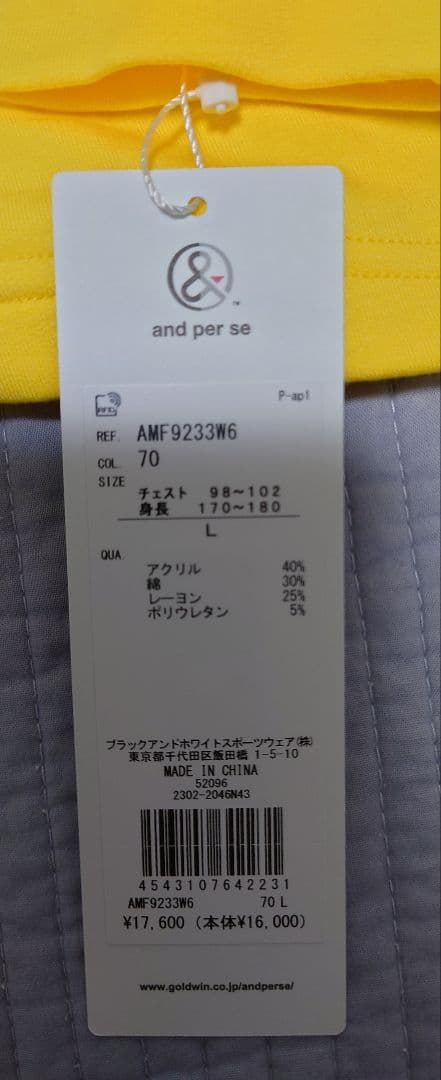 &
™
and per se
RFID
P-apl
REF. AMF9233W6
COL. 70
SIZE
チェスト 98～102
身長 170～180
L
QUA.
アクリル 40%
綿 30%
レーヨン 25%
ポリウレタン 5%
ブラックアンドホワイトスポーツウェア(株)
東京都千代田区飯田橋 1-5-10
MADE IN CHINA
52096
2302-2046N43
4543107642231
AMF9233W6 70 L
¥17,600 (本体¥16,000)
www.goldwin.co.jp/andperse/